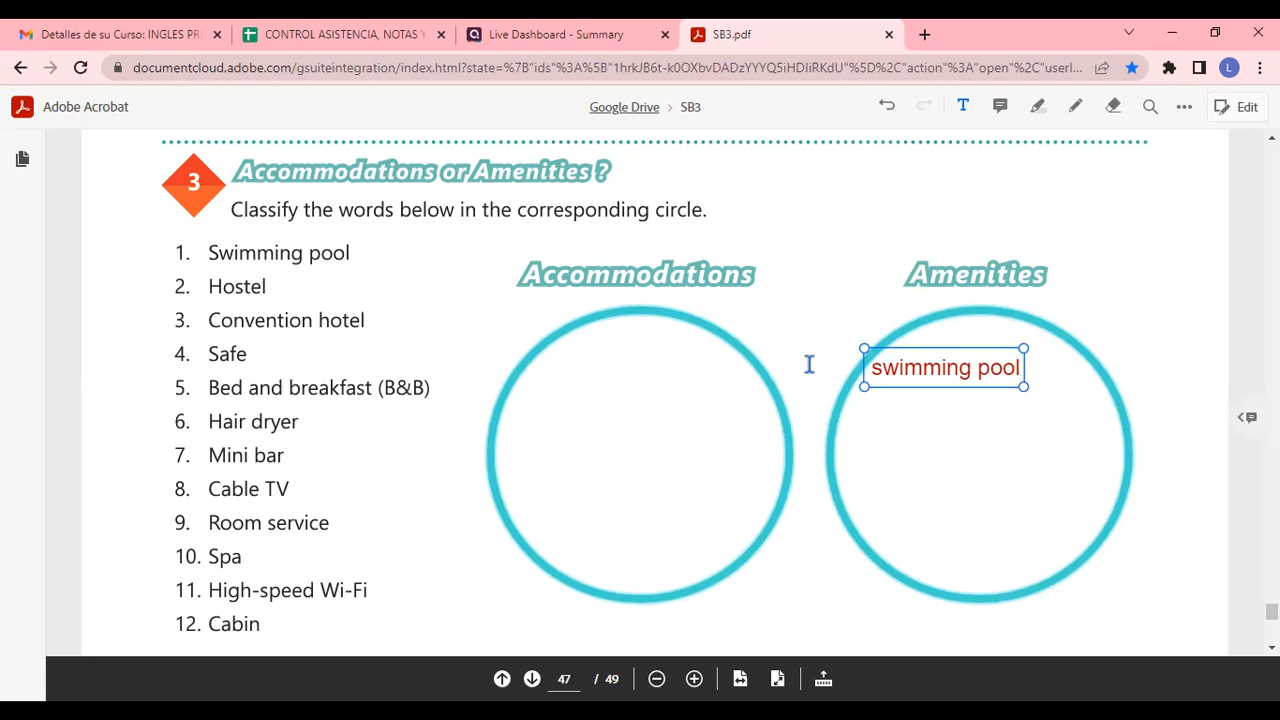 Detalles de su Curso: INGLES PRI
CONTROL ASISTENCIA, NOTAS Y
Live Dashboard - Summary
SB3.pdf
documentcloud.adobe.com/gsuiteintegration/index.html?state=%7B"ids"%3A%5B"1hrkJB6t-k0OXbvDADzYYYQ5iHDIiRKdU"%5D%2C"action"%3A"open"%2C"userI...
L
Adobe Acrobat
Google Drive > SB3
T
Edit
3
Accommodations or Amenities ?
Classify the words below in the corresponding circle.
1. Swimming pool
2. Hostel
3. Convention hotel
4. Safe
5. Bed and breakfast (B&B)
6. Hair dryer
7. Mini bar
8. Cable TV
9. Room service
10. Spa
11. High-speed Wi-Fi
12. Cabin
Accommodations
Amenities
swimming pool
47 / 49